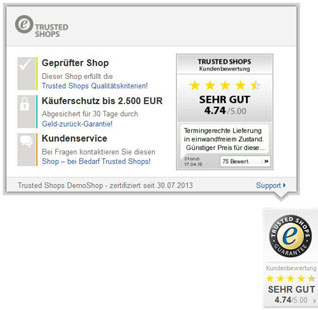 TRUSTED
SHOPS
Geprüfter Shop
Dieser Shop erfüllt die
Trusted Shops Qualitätskriterien!
Käuferschutz bis 2.500 EUR
Abgesichert für 30 Tage durch
Geld-zurück-Garantie!
Kundenservice
Bei Fragen kontaktieren Sie diesen
Shop – bei Bedarf Trusted Shops!
TRUSTED SHOPS
Kundenbewertung
SEHR GUT
4.74/5.00
Termingerechte Lieferung
in einwandfreiem Zustand.
Günstiger Preis für diese...
Stand:
17.04.16
75 Bewert. »
Trusted Shops DemoShop - zertifiziert seit 30.07.2013
Support
TRUSTED SHOPS
GUARANTEE
Kundenbewertung
SEHR GUT
4.74/5.00